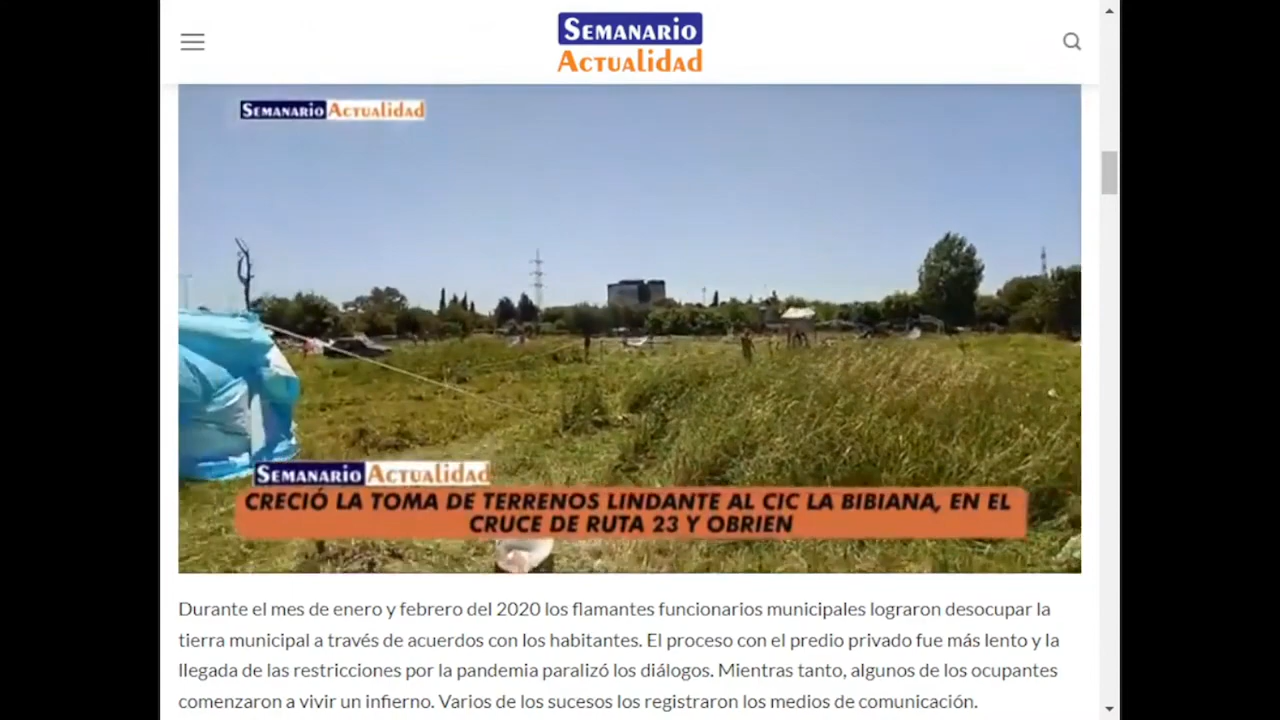 Semanario
Actualidad
Semanario Actualidad
Semanario Actualidad
CRECIÓ LA TOMA DE TERRENOS LINDANTE AL CIC LA BIBIANA, EN EL
CRUCE DE RUTA 23 Y OBRIEN
Durante el mes de enero y febrero del 2020 los flamantes funcionarios municipales lograron desocupar la
tierra municipal a través de acuerdos con los habitantes. El proceso con el predio privado fue más lento y la
llegada de las restricciones por la pandemia paralizó los diálogos. Mientras tanto, algunos de los ocupantes
comenzaron a vivir un infierno. Varios de los sucesos los registraron los medios de comunicación.